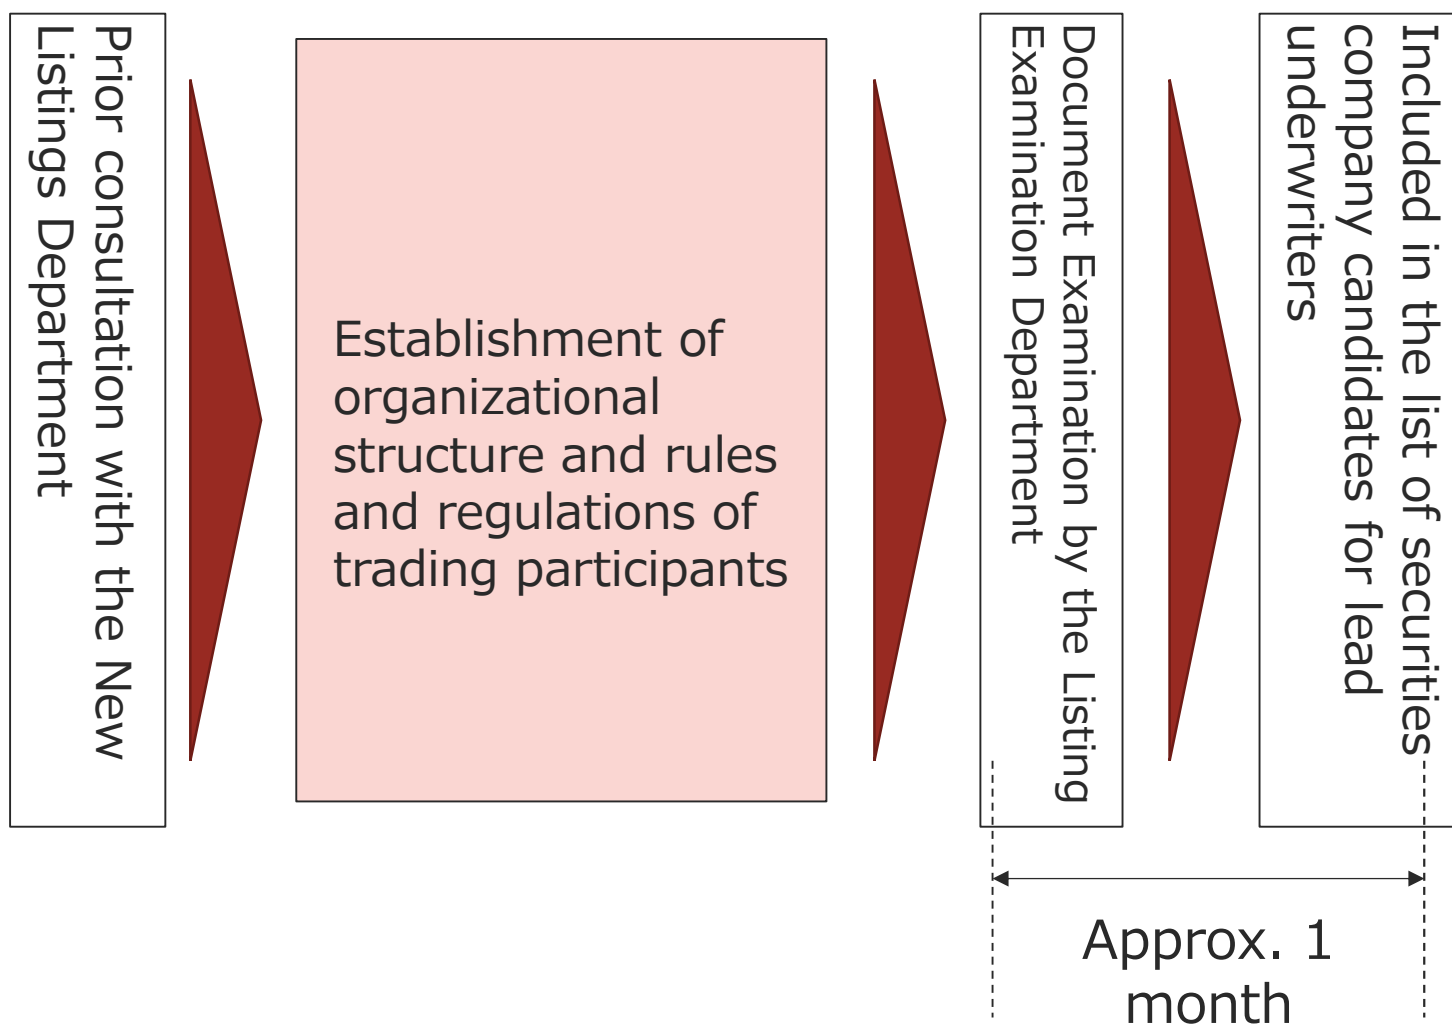 Prior consultation with the New
Listings Department
Establishment of
organizational
structure and rules
and regulations of
trading participants
Document Examination by the Listing
Examination Department
Included in the list of securities
company candidates for lead
underwriters
Approx. 1
month